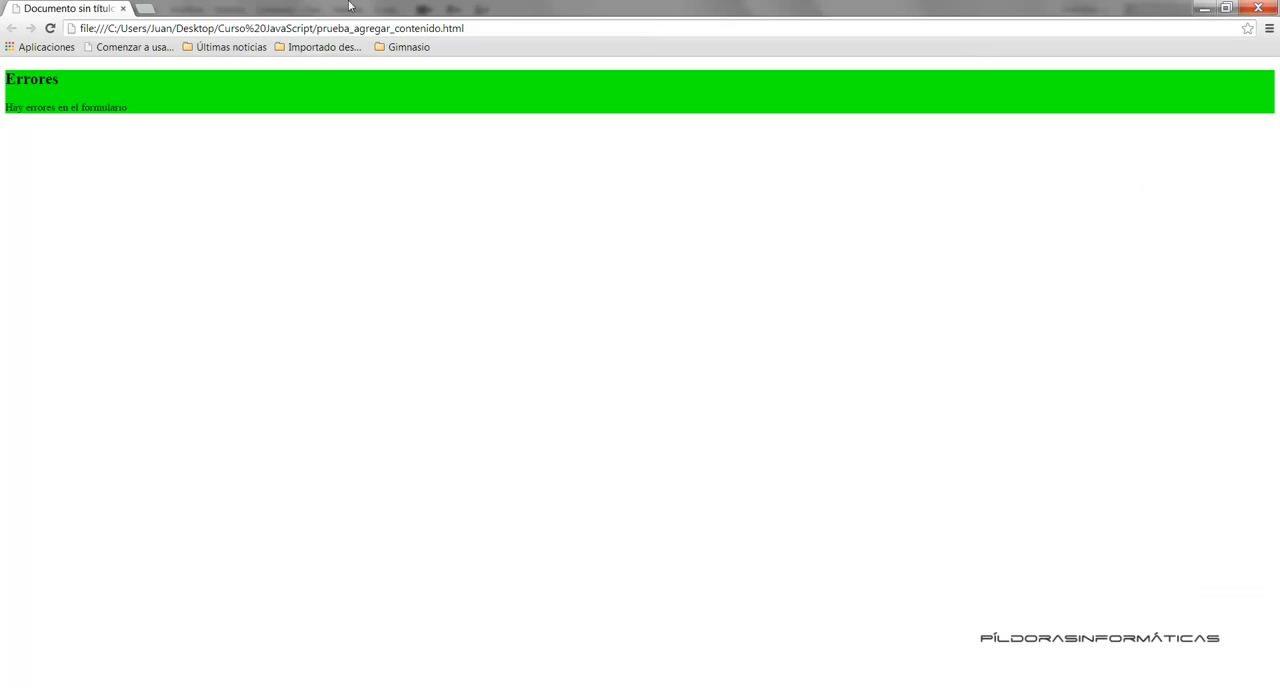 Documento sin títulc
file:///C:/Users/Juan/Desktop/Curso%20JavaScript/prueba_agregar_contenido.html
Aplicaciones Comenzar a usa... Últimas noticias Importado des... Gimnasio
Errores
Hay errores en el formulario
PÍLDORASINFORMÁTICAS